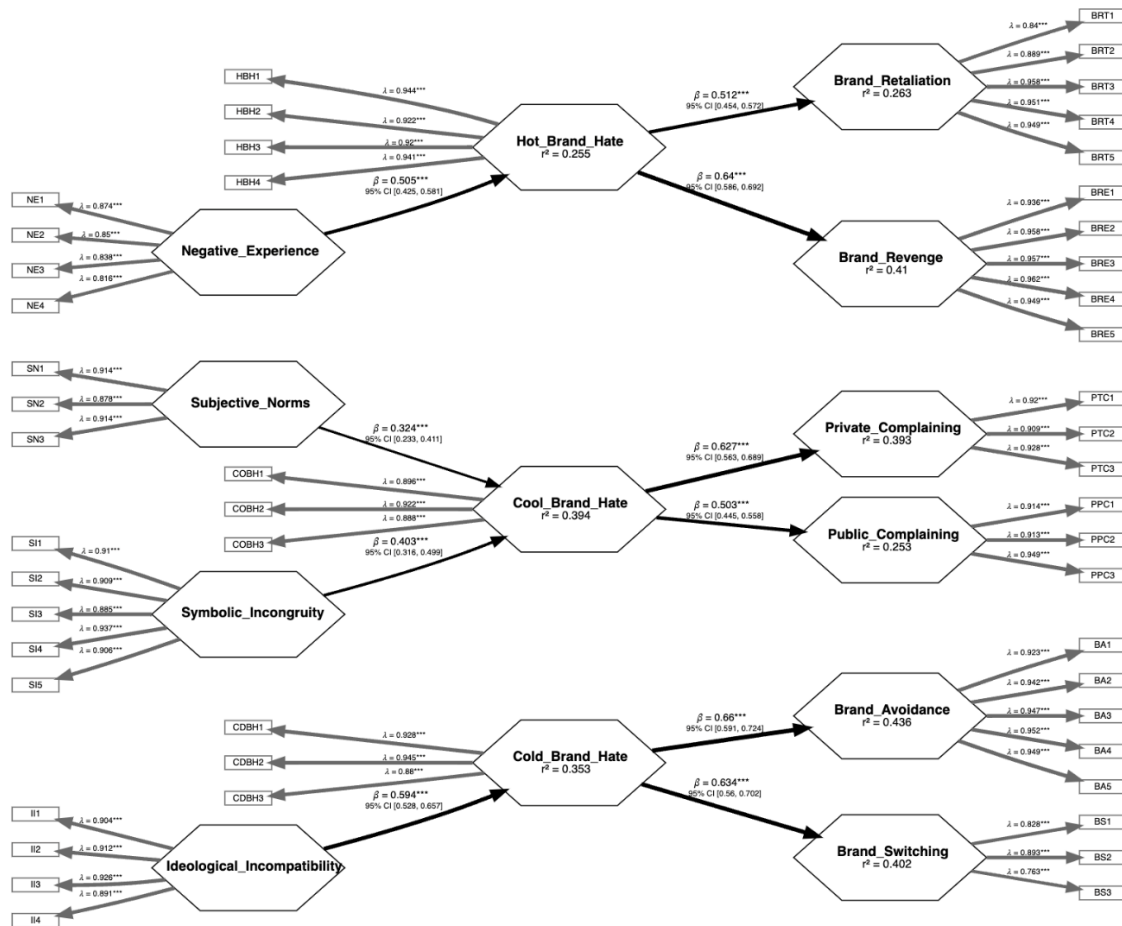 BRT1
λ = 0.84***
BRT2
λ = 0.889***
Brand_Retaliation
r² = 0.263
λ = 0.958***
BRT3
λ = 0.951***
BRT4
λ = 0.949***
BRT5
HBH1
λ = 0.944***
HBH2
λ = 0.922***
HBH3
λ = 0.92***
HBH4
λ = 0.941***
Hot_Brand_Hate
r² = 0.255
β = 0.512***
95% CI [0.454, 0.572]
β = 0.64***
95% CI [0.586, 0.692]
β = 0.505***
95% CI [0.425, 0.581]
NE1
λ = 0.874***
NE2
λ = 0.85***
NE3
λ = 0.838***
NE4
λ = 0.816***
Negative_Experience
BRE1
λ = 0.936***
BRE2
λ = 0.958***
Brand_Revenge
r² = 0.41
λ = 0.957***
BRE3
λ = 0.962***
BRE4
λ = 0.949***
BRE5
SN1
λ = 0.914***
SN2
λ = 0.878***
SN3
λ = 0.914***
Subjective_Norms
β = 0.324***
95% CI [0.233, 0.411]
COBH1
λ = 0.896***
COBH2
λ = 0.922***
COBH3
λ = 0.888***
Cool_Brand_Hate
r² = 0.394
β = 0.403***
95% CI [0.316, 0.499]
β = 0.627***
95% CI [0.563, 0.689]
β = 0.503***
95% CI [0.445, 0.558]
Private_Complaining
r² = 0.393
λ = 0.92***
PTC1
λ = 0.909***
PTC2
λ = 0.928***
PTC3
Public_Complaining
r² = 0.253
λ = 0.914***
PPC1
λ = 0.913***
PPC2
λ = 0.949***
PPC3
SI1
λ = 0.91***
SI2
λ = 0.909***
SI3
λ = 0.885***
SI4
λ = 0.937***
SI5
λ = 0.906***
Symbolic_Incongruity
CDBH1
λ = 0.928***
CDBH2
λ = 0.945***
CDBH3
λ = 0.86***
Cold_Brand_Hate
r² = 0.353
β = 0.594***
95% CI [0.528, 0.657]
β = 0.66***
95% CI [0.591, 0.724]
β = 0.634***
95% CI [0.56, 0.702]
Brand_Avoidance
r² = 0.436
λ = 0.923***
BA1
λ = 0.942***
BA2
λ = 0.947***
BA3
λ = 0.952***
BA4
λ = 0.949***
BA5
II1
λ = 0.904***
II2
λ = 0.912***
II3
λ = 0.926***
II4
λ = 0.891***
Ideological_Incompatibility
Brand_Switching
r² = 0.402
λ = 0.828***
BS1
λ = 0.893***
BS2
λ = 0.763***
BS3